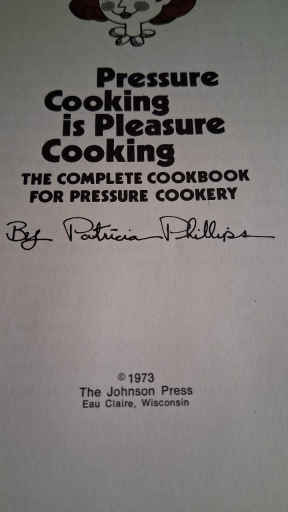 Pressure
Cooking
is Pleasure
Cooking
THE COMPLETE COOKBOOK
FOR PRESSURE COOKERY
By Patricia Phillips
© 1973
The Johnson Press
Eau Claire, Wisconsin